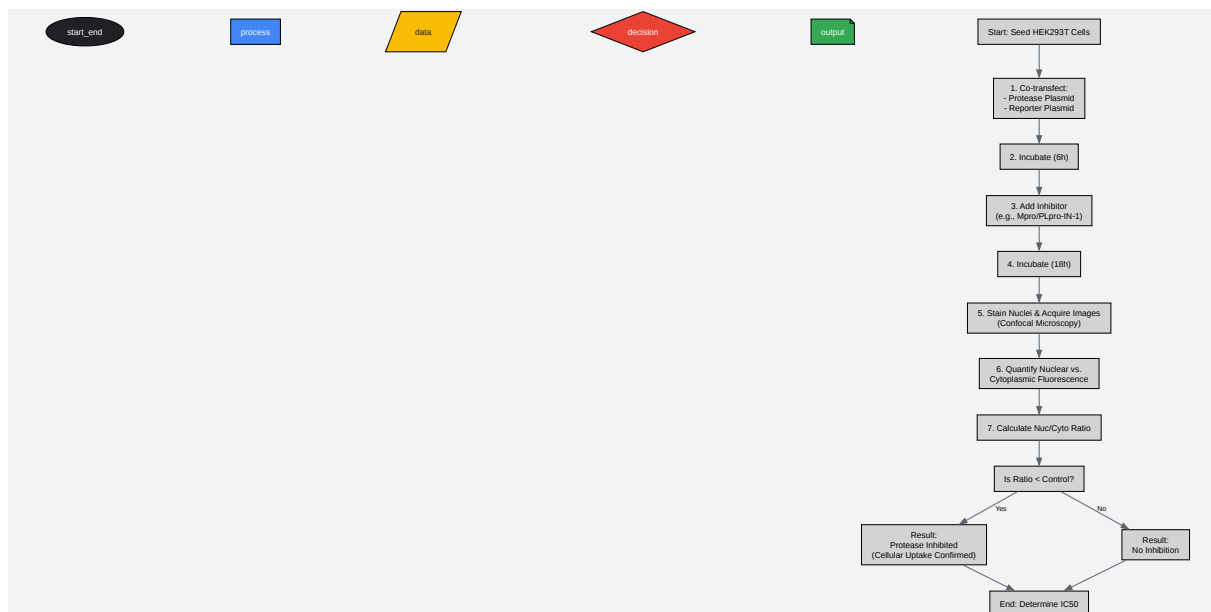 start_end
process
data
decision
output
Start: Seed HEK293T Cells
1. Co-transfect:
- Protease Plasmid
- Reporter Plasmid
2. Incubate (6h)
3. Add Inhibitor
(e.g., Mpro/PLpro-IN-1)
4. Incubate (18h)
5. Stain Nuclei & Acquire Images
(Confocal Microscopy)
6. Quantify Nuclear vs.
Cytoplasmic Fluorescence
7. Calculate Nuc/Cyto Ratio
Is Ratio < Control?
Yes
No
Result:
Protease Inhibited
(Cellular Uptake Confirmed)
Result:
No Inhibition
End: Determine IC50